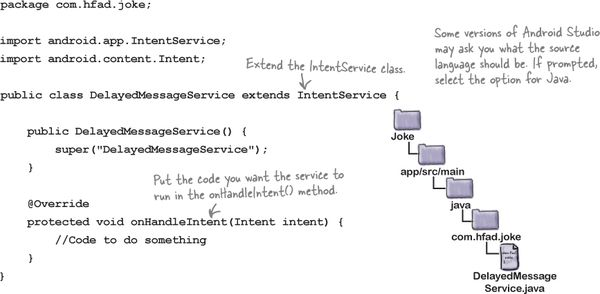 package com.hfad.joke;
import android.app.IntentService;
import android.content.Intent;
Extend the IntentService class.
Some versions of Android Studio
may ask you what the source
language should be. If prompted,
select the option for Java.
public class DelayedMessageService extends IntentService {
public DelayedMessageService() {
super("DelayedMessageService");
}
Put the code you want the service to
run in the onHandleIntent() method.
@Override
protected void onHandleIntent(Intent intent) {
//Code to do something
}
}
Joke
app/src/main
java
com.hfad.joke
DelayedMessage
Service.java